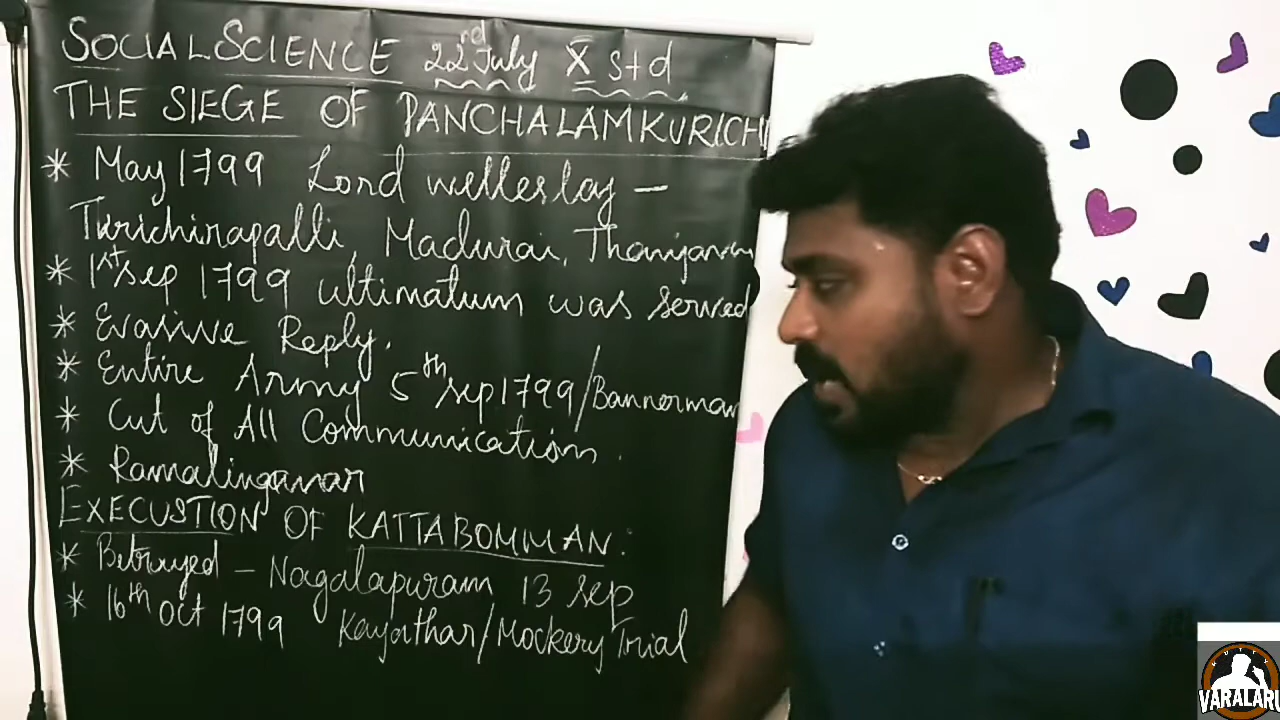 SOCIAL SCIENCE 22rd July X std
THE SIEGE OF PANCHALAMKURICHI
* May 1799 Lord wellesley -
Turichirapalli, Madurai, Thanjavur
* 1st sep 1799 ultimatum was served
* Evasive Reply.
* Entire Army 5th sep 1799/Bannerman
* Cut of All Communication.
* Ramalinganar
EXECUSTION OF KATTABOMMAN:
* Betrayed - Nagalapuram 13 sep
* 16th Oct 1799 Kayathar/Mockery Trial
VARALARU